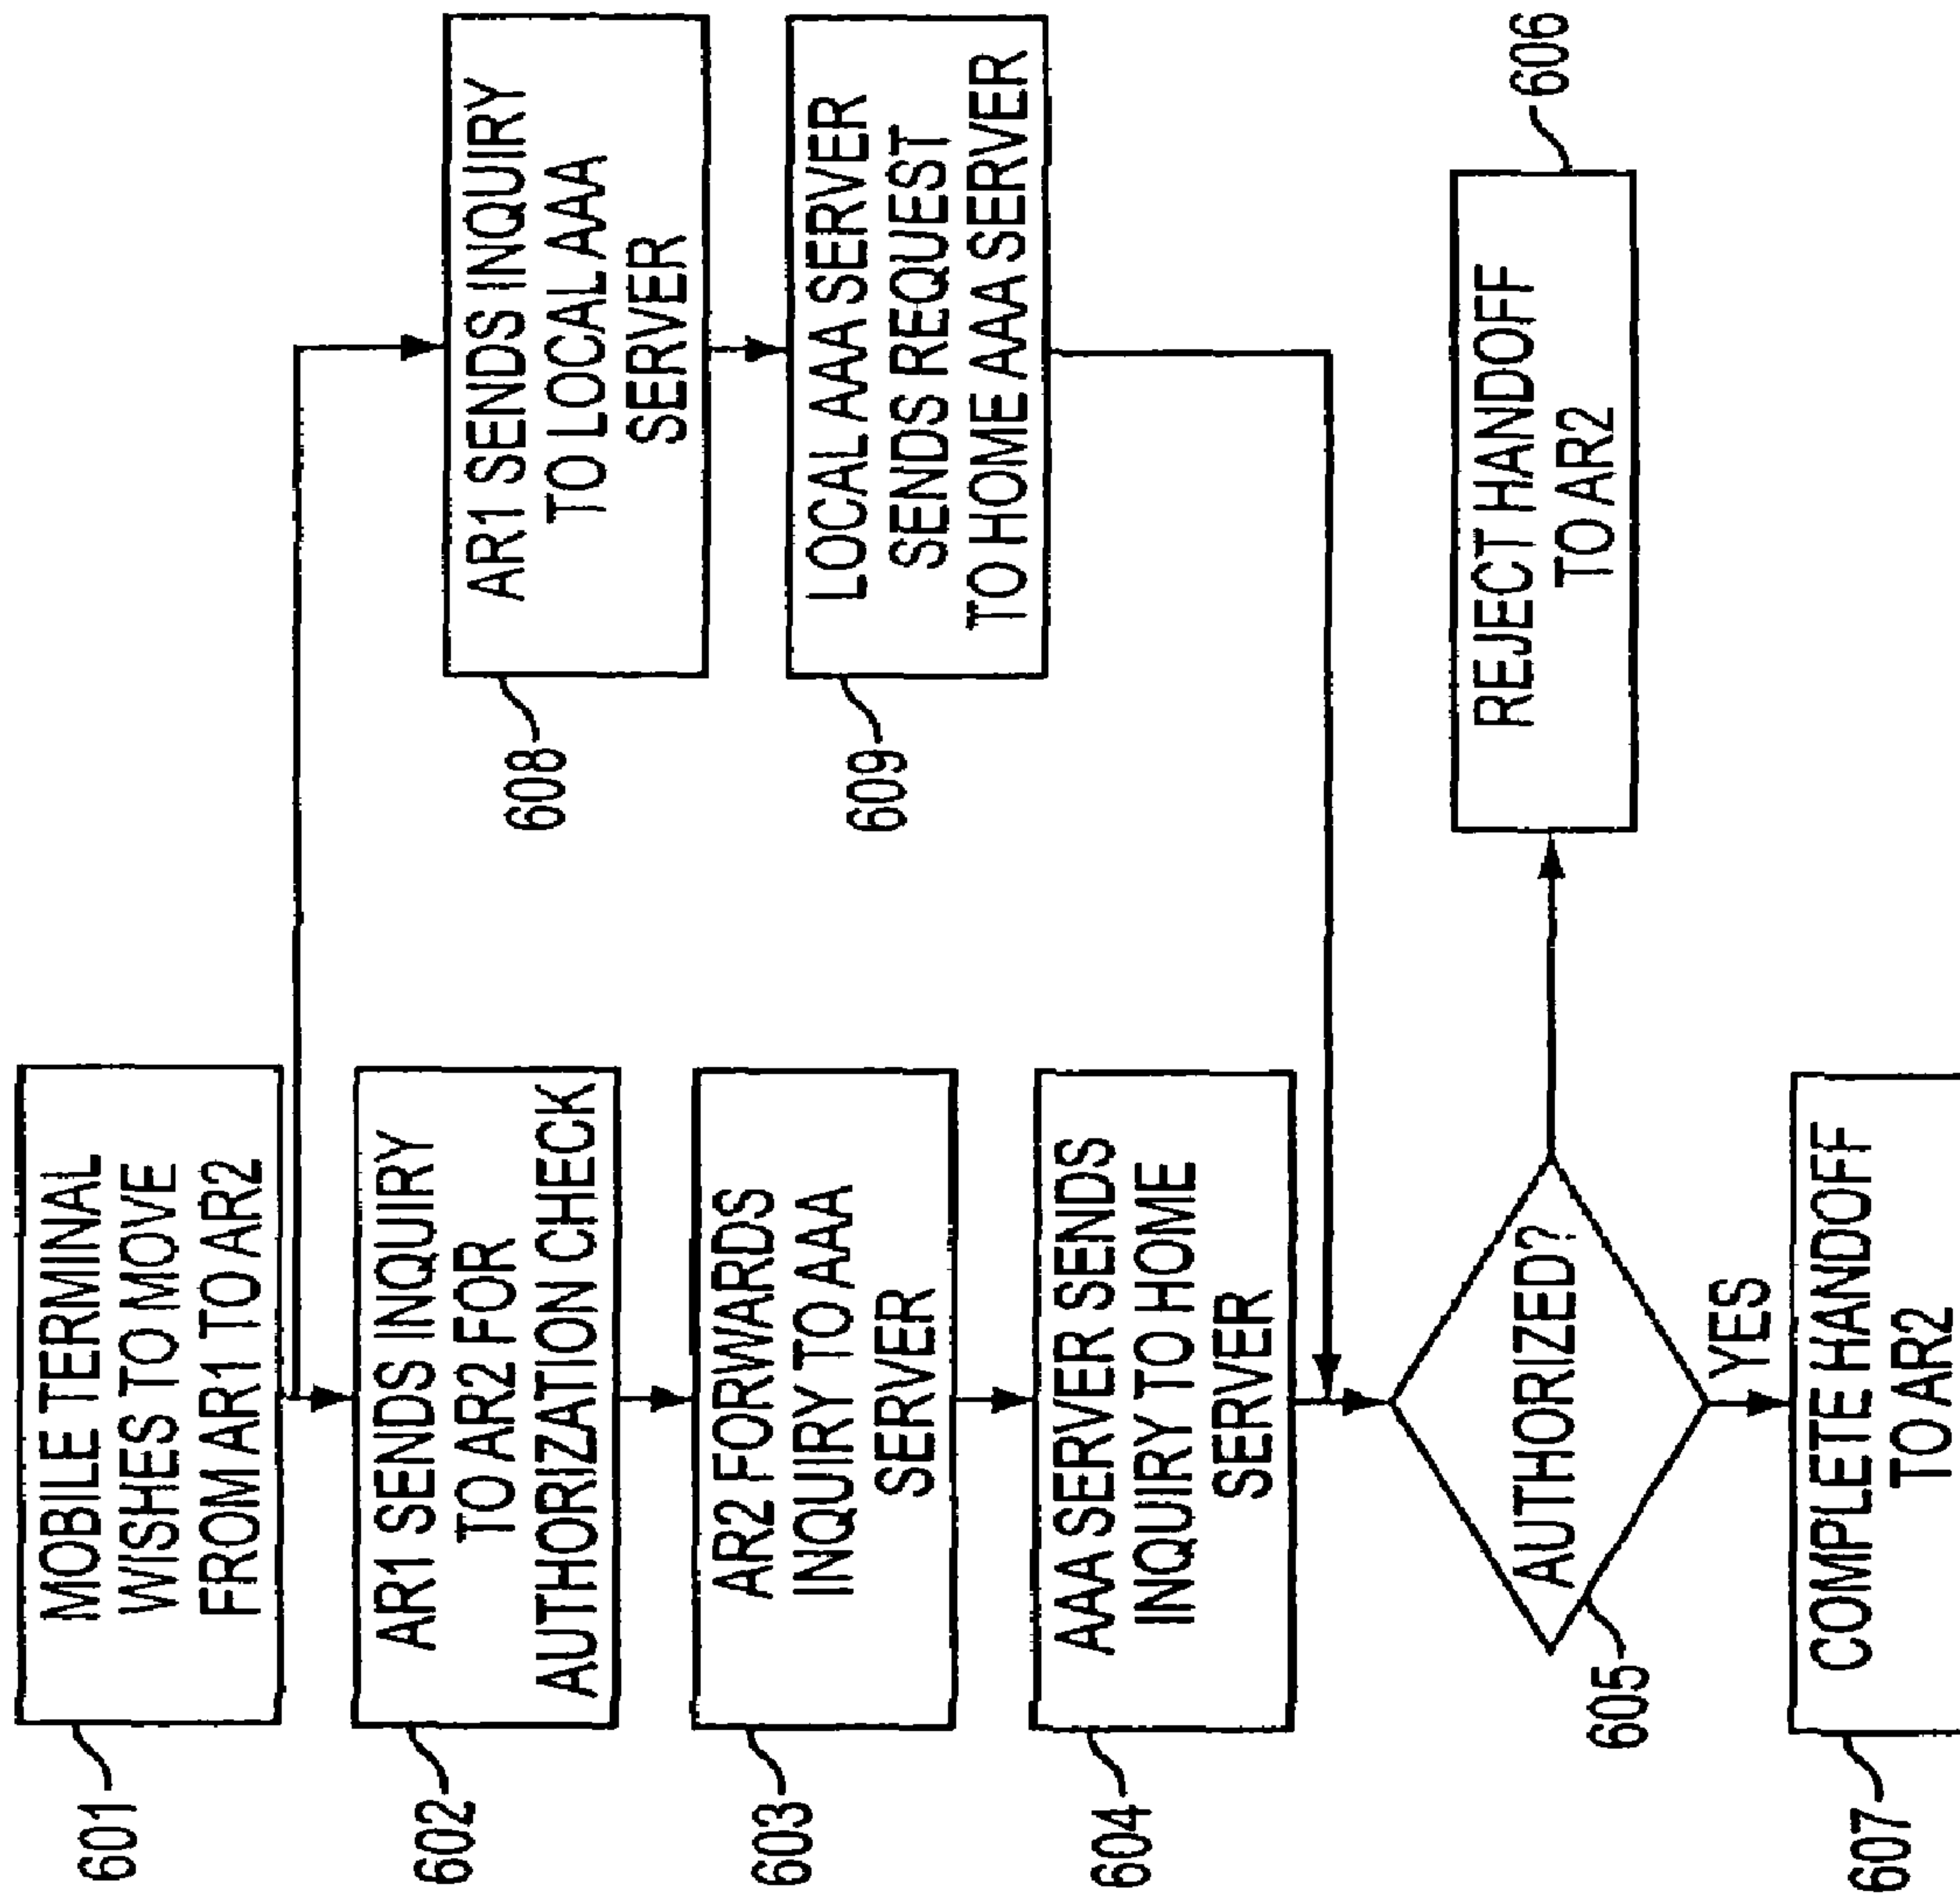 601
MOBILE TERMINAL
WISHES TO MOVE
FROM AR1 TO AR2
602
AR1 SENDS INQUIRY
TO AR2 FOR
AUTHORIZATION CHECK
603
AR2 FORWARDS
INQUIRY TO AAA
SERVER
604
AAA SERVER SENDS
INQUIRY TO HOME
SERVER
608
AR1 SENDS INQUIRY
TO LOCAL AAA
SERVER
609
LOCAL AAA SERVER
SENDS REQUEST
TO HOME AAA SERVER
605
AUTHORIZED?
YES
606
REJECT HANDOFF
TO AR2
607
COMPLETE HANDOFF
TO AR2